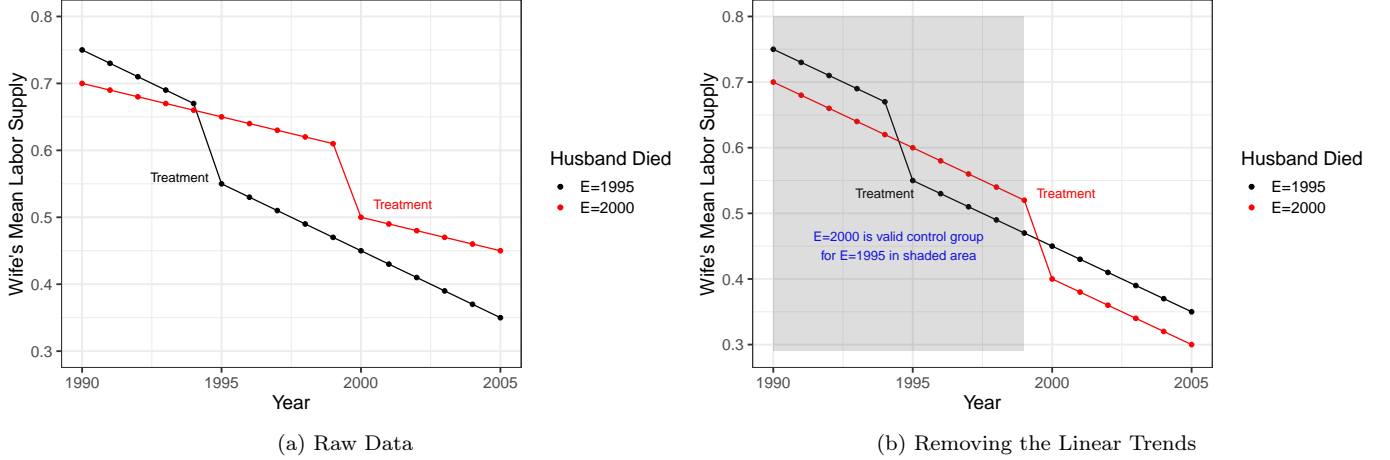 0.8
0.7
0.6
0.5
0.4
0.3
Wife's Mean Labor Supply
Treatment
Treatment
1990
1995
2000
2005
Year
Husband Died
E=1995
E=2000
(a) Raw Data
0.8
0.7
0.6
0.5
0.4
0.3
Wife's Mean Labor Supply
Treatment
Treatment
E=2000 is valid control group
for E=1995 in shaded area
1990
1995
2000
2005
Year
Husband Died
E=1995
E=2000
(b) Removing the Linear Trends